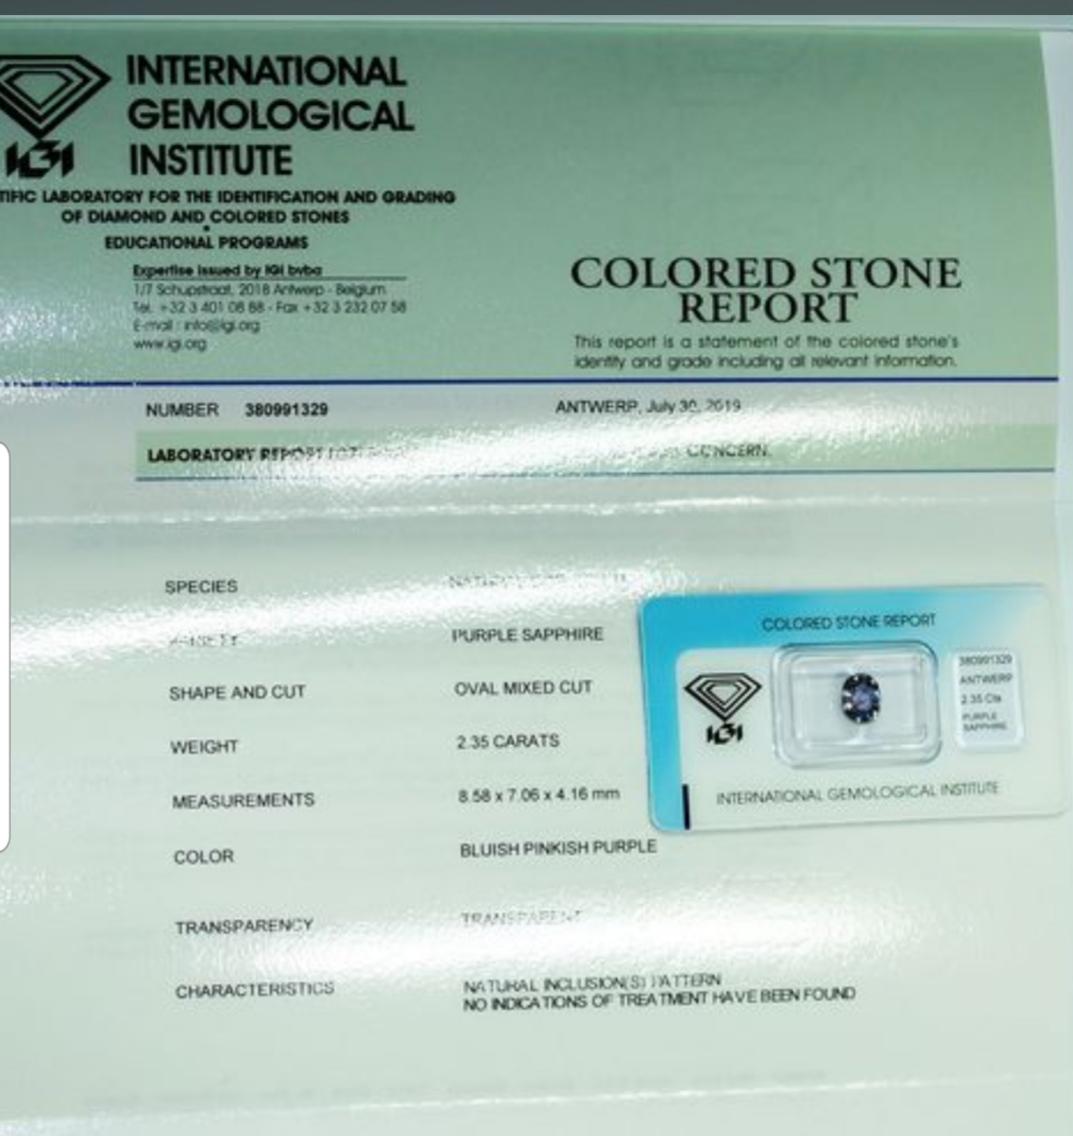 INTERNATIONAL
GEMOLOGICAL
INSTITUTE
IGI
TIFIC LABORATORY FOR THE IDENTIFICATION AND GRADING
OF DIAMOND AND COLORED STONES
EDUCATIONAL PROGRAMS
Expertise issued by IGI bvba
1/7 Schupstraat, 2018 Antwerp - Belgium
Tel. +32 3 401 08 88 - Fax +32 3 232 07 58
E-mail : info@igi.org
www.igi.org
COLORED STONE
REPORT
This report is a statement of the colored stone's
identity and grade including all relevant information.
NUMBER 380991329
ANTWERP, July 30, 2019
LABORATORY REPORT CONCERN.
SPECIES
PURPLE SAPPHIRE
SHAPE AND CUT OVAL MIXED CUT
WEIGHT 2.35 CARATS
MEASUREMENTS 8.58 x 7.06 x 4.16 mm
COLOR BLUISH PINKISH PURPLE
TRANSPARENCY TRANSPARENT
CHARACTERISTICS NATURAL INCLUSION(S) PATTERN
NO INDICATIONS OF TREATMENT HAVE BEEN FOUND
COLORED STONE REPORT
IGI
380991329
ANTWERP
2.35 Cts
PURPLE
SAPPHIRE
INTERNATIONAL GEMOLOGICAL INSTITUTE